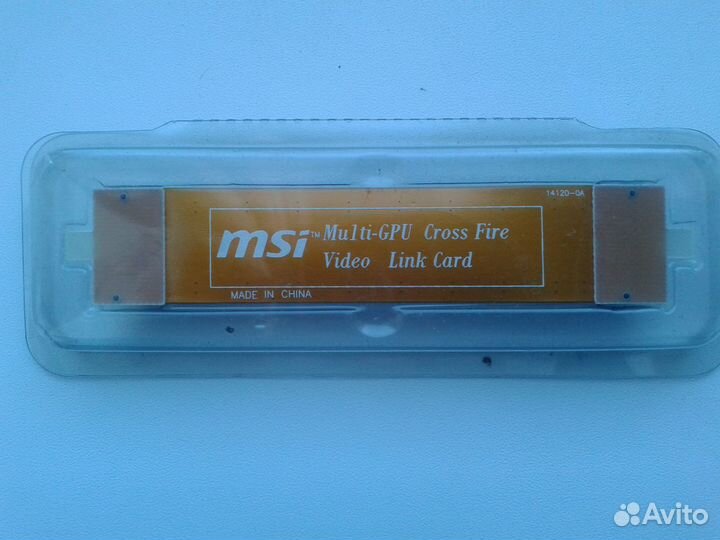 14120-0A
msi™ Multi-GPU Cross Fire
Video Link Card
MADE IN CHINA
Avito